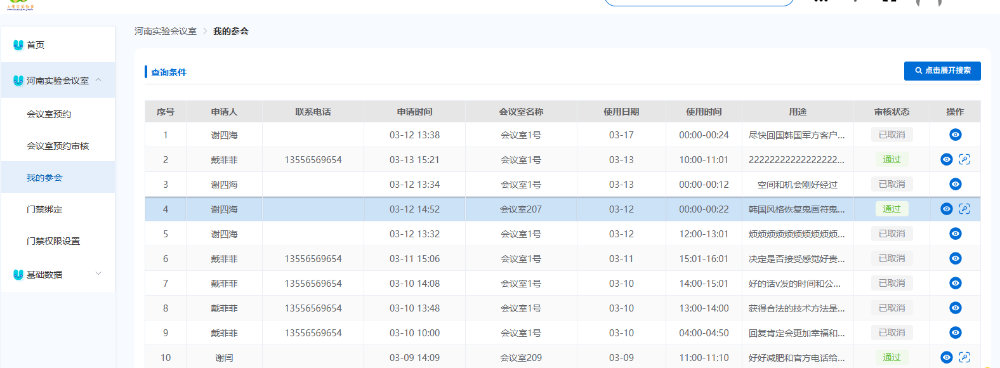 河南实验会议室 > 我的参会
首页
河南实验会议室
会议室预约
会议室预约审核
我的参会
门禁绑定
门禁权限设置
基础数据
查询条件
点击展开搜索
序号 申请人 联系电话 申请时间 会议室名称 使用日期 使用时间 用途 审核状态 操作
1 谢四海 03-12 13:38 会议室1号 03-17 00:00-00:24 尽快回国韩国军方客户... 已取消
2 戴菲菲 13556569654 03-13 15:21 会议室1号 03-13 10:00-11:01 22222222222222222222... 通过
3 谢四海 03-12 13:34 会议室1号 03-13 00:00-00:12 空间和机会刚好经过 已取消
4 谢四海 03-12 14:52 会议室207 03-12 00:00-00:22 韩国风格恢复鬼画符鬼... 通过
5 谢四海 03-12 13:32 会议室1号 03-12 12:00-13:01 烦烦烦烦烦烦烦烦烦烦... 已取消
6 戴菲菲 13556569654 03-11 15:06 会议室1号 03-11 15:01-16:01 决定是否接受感觉好贵... 已取消
7 戴菲菲 13556569654 03-10 14:08 会议室1号 03-10 14:00-15:01 好的话v发的时间和公... 已取消
8 戴菲菲 13556569654 03-10 13:48 会议室1号 03-10 13:00-14:00 获得合法的技术方法是... 已取消
9 戴菲菲 13556569654 03-10 10:00 会议室1号 03-10 04:00-04:50 回复肯定会更加幸福和... 已取消
10 谢闫 03-09 14:09 会议室209 03-09 11:00-11:10 好好减肥和官方电话给... 通过